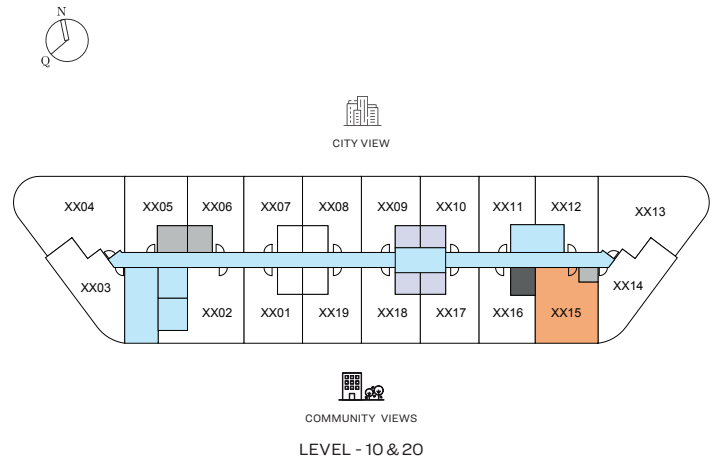 N
Q
CITY VIEW
XX04 XX05 XX06 XX07 XX08 XX09 XX10 XX11 XX12 XX13
XX03 XX14
XX02 XX01 XX19 XX18 XX17 XX16 XX15
COMMUNITY VIEWS
LEVEL - 10 & 20